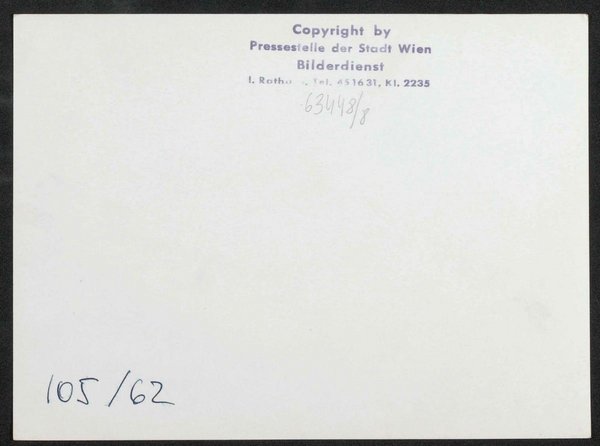 Copyright by
Pressestelle der Stadt Wien
Bilderdienst
I. Tel. 451631, Kl. 2235
63448/8
105/62